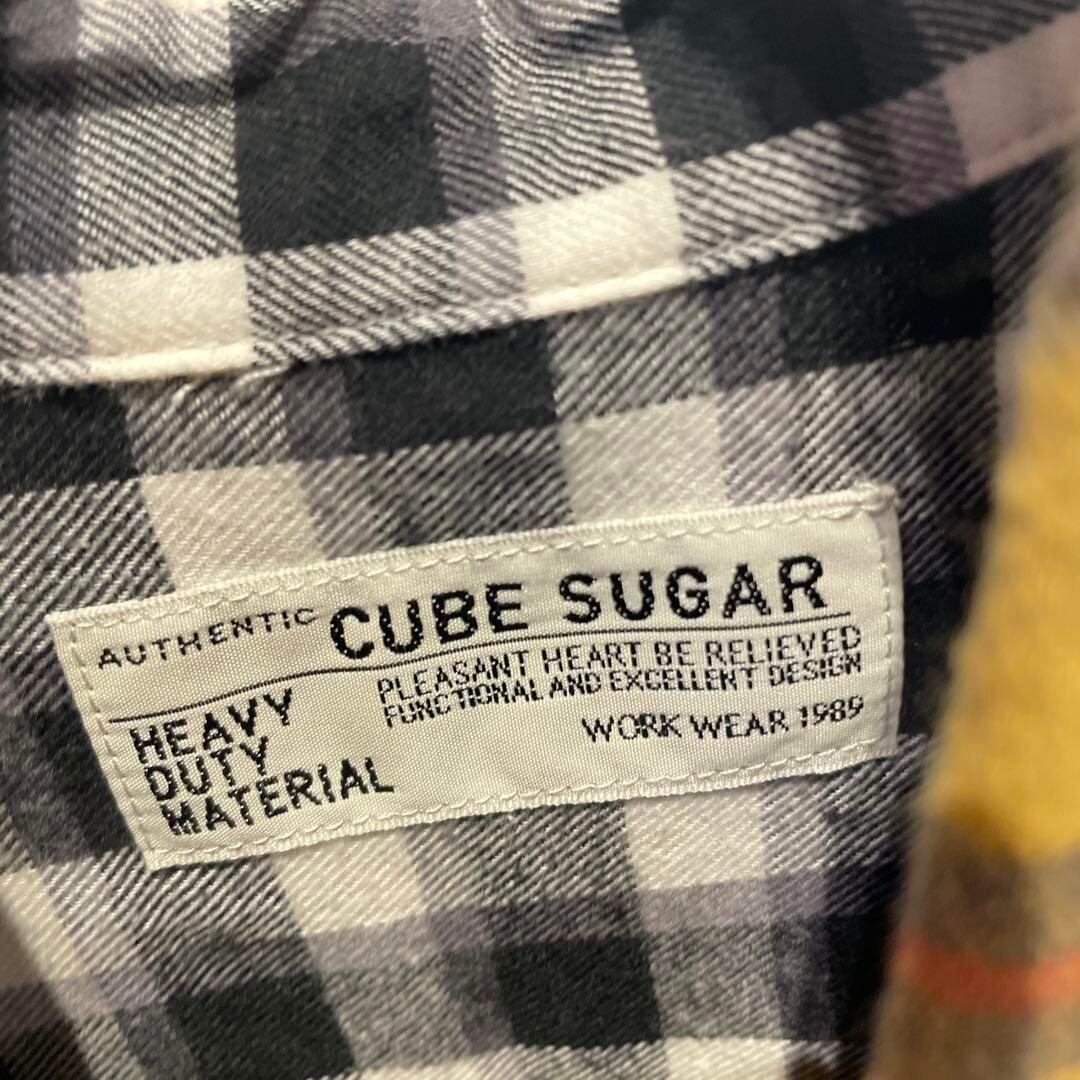 AUTHENTIC CUBE SUGAR
PLEASANT HEART BE RELIEVED
FUNCTIONAL AND EXCELLENT DESIGN
WORK WEAR 1989
HEAVY
DUTY
MATERIAL